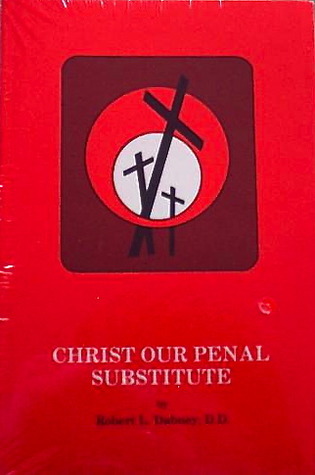 CHRIST OUR PENAL
SUBSTITUTE
by
Robert L. Dabney, D.D.